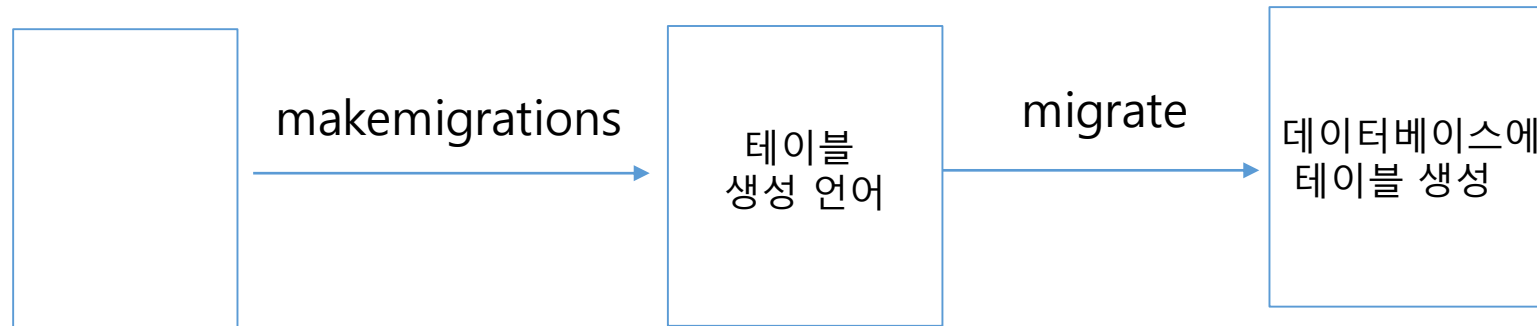 makemigrations
테이블
생성 언어
migrate
데이터베이스에
테이블 생성